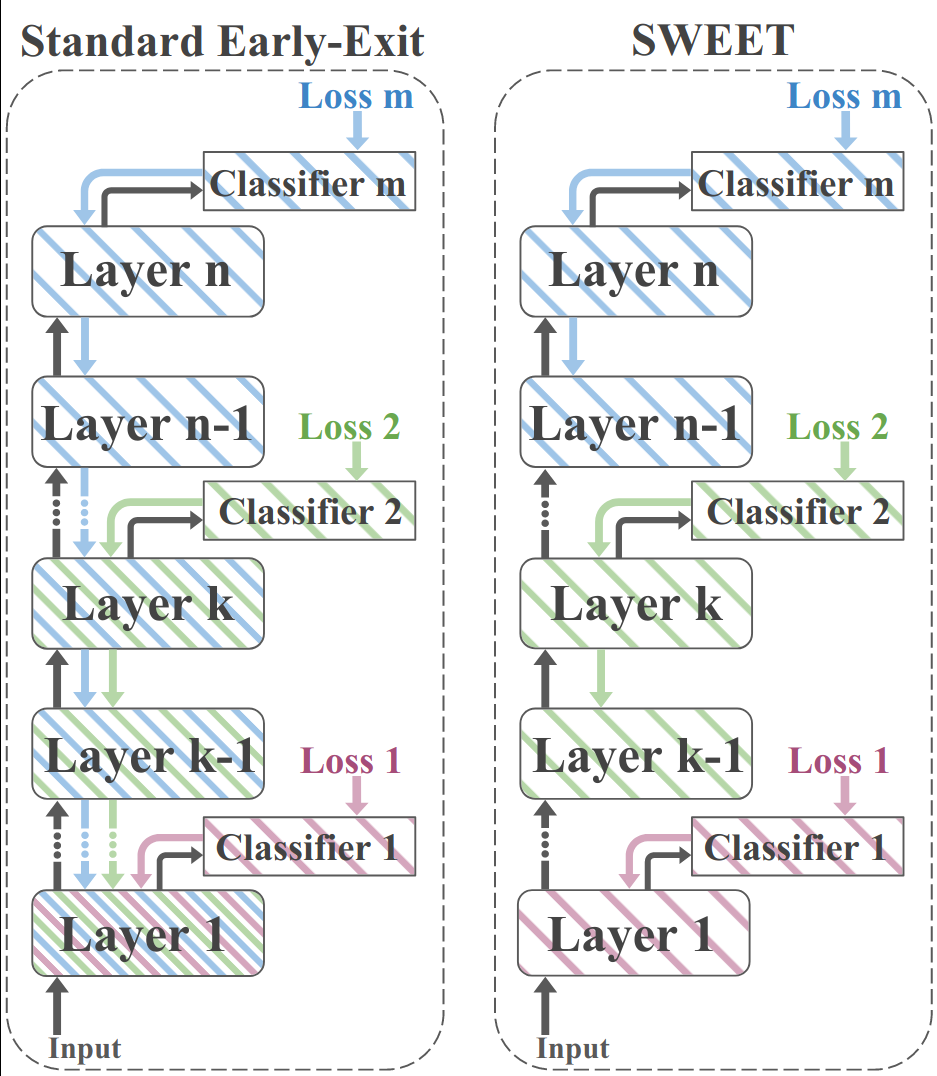 Standard Early-Exit
Loss m
Classifier m
Layer n
Layer n-1
Loss 2
Classifier 2
Layer k
Layer k-1
Loss 1
Classifier 1
Layer 1
Input
SWEET
Loss m
Classifier m
Layer n
Layer n-1
Loss 2
Classifier 2
Layer k
Layer k-1
Loss 1
Classifier 1
Layer 1
Input